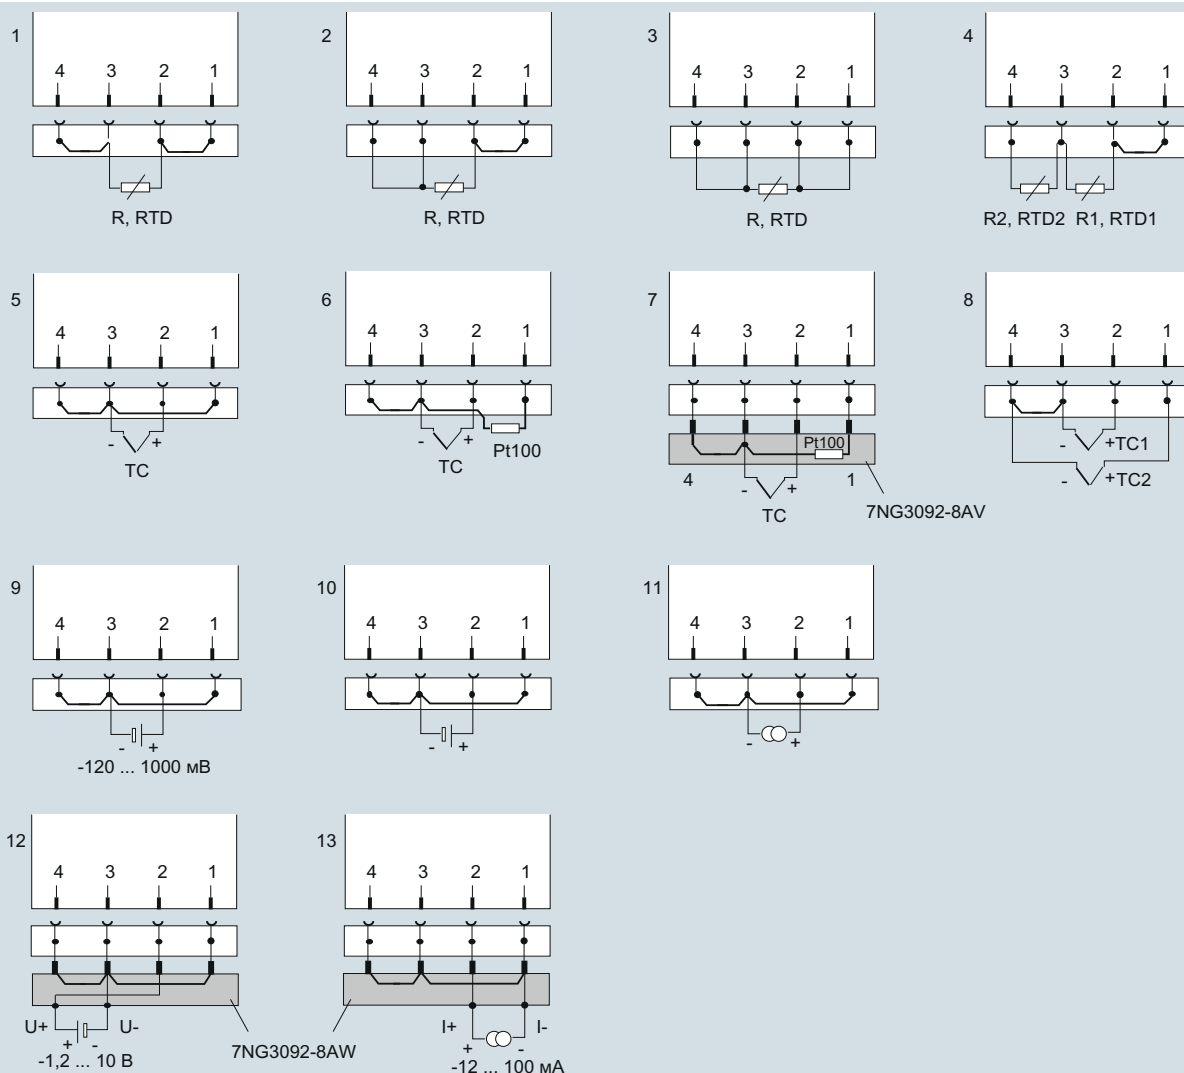 1 2 3 4
4 3 2 1 4 3 2 1 4 3 2 1 4 3 2 1
R, RTD R, RTD R, RTD R2, RTD2 R1, RTD1
5 6 7 8
4 3 2 1 4 3 2 1 4 3 2 1 4 3 2 1
- + - + Pt100 - +TC1
TC TC Pt100 4 - + 1 - +TC2
TC 7NG3092-8AV
9 10 11
4 3 2 1 4 3 2 1 4 3 2 1
- + - + - +
-120 ... 1000 мВ
12 13
4 3 2 1 4 3 2 1
U+ U- I+ I-
+ - 7NG3092-8AW + -
-1,2 ... 10 В -12 ... 100 мА